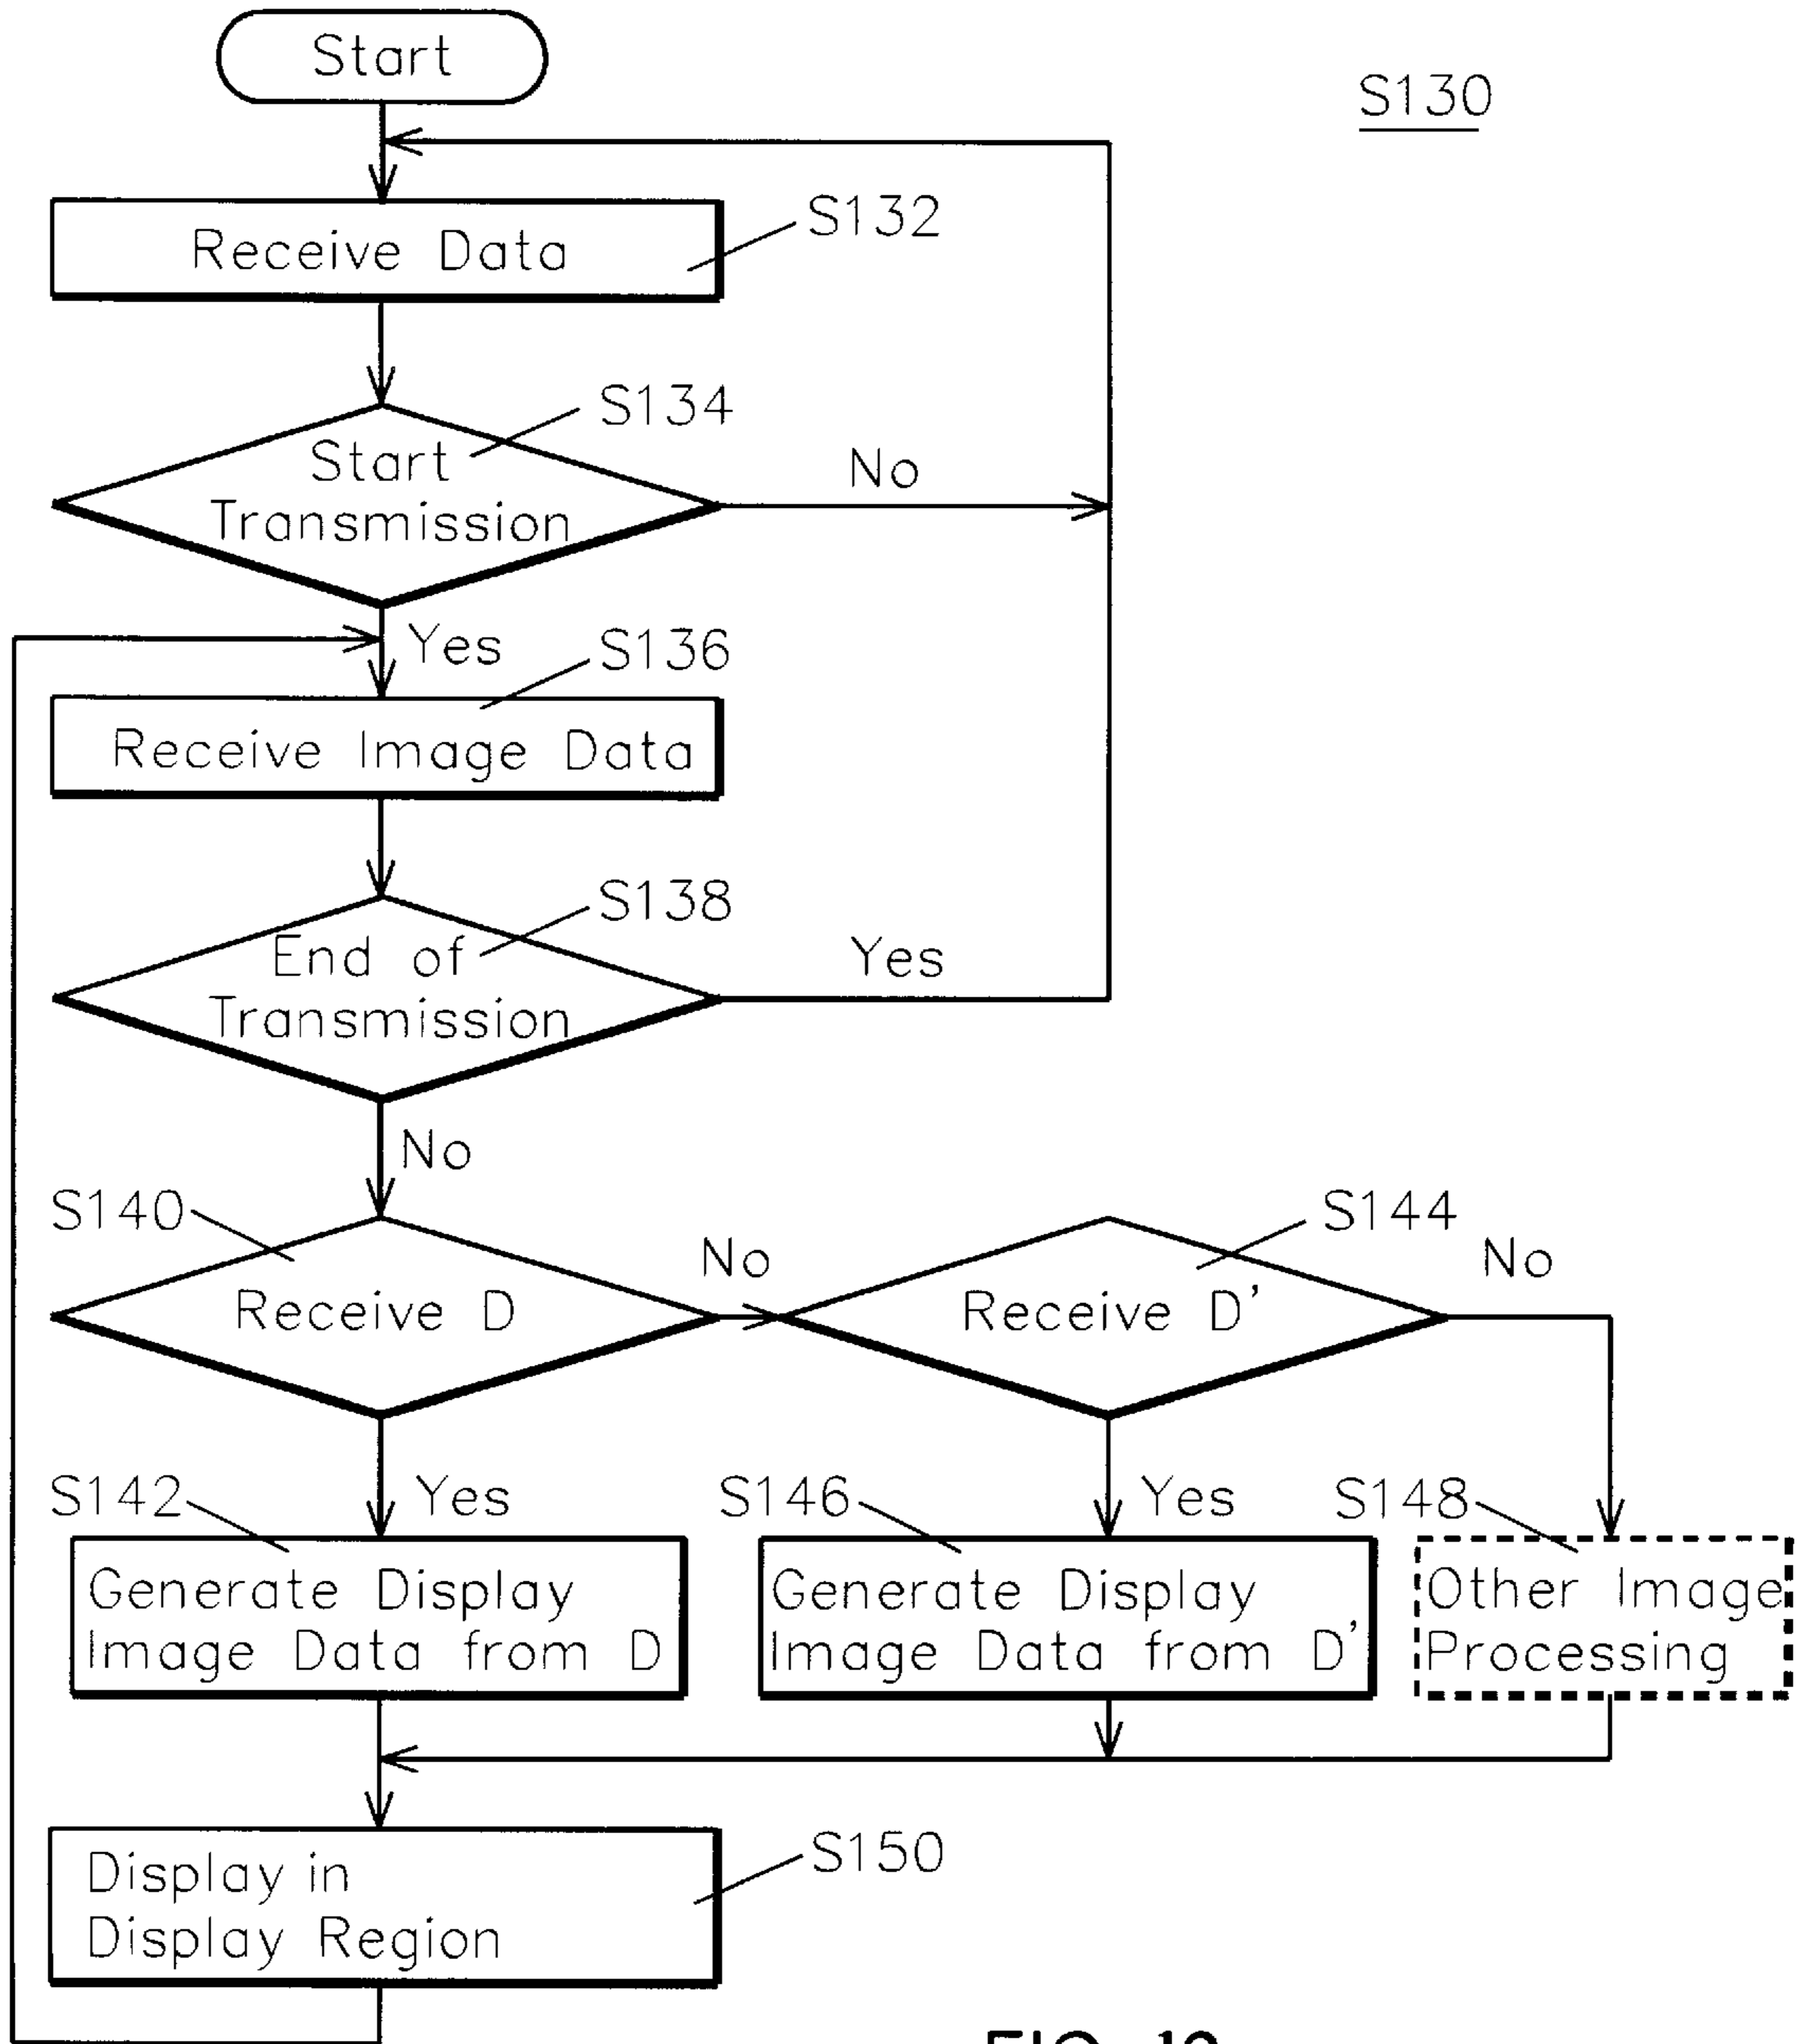 Start
S130
Receive Data
S132
Start
Transmission
S134
No
Yes
S136
Receive Image Data
End of
Transmission
S138
Yes
No
S140
Receive D
No
Receive D'
S144
No
S142
Yes
S146
Yes
S148
Generate Display
Image Data from D
Generate Display
Image Data from D'
Other Image
Processing
Display in
Display Region
S150